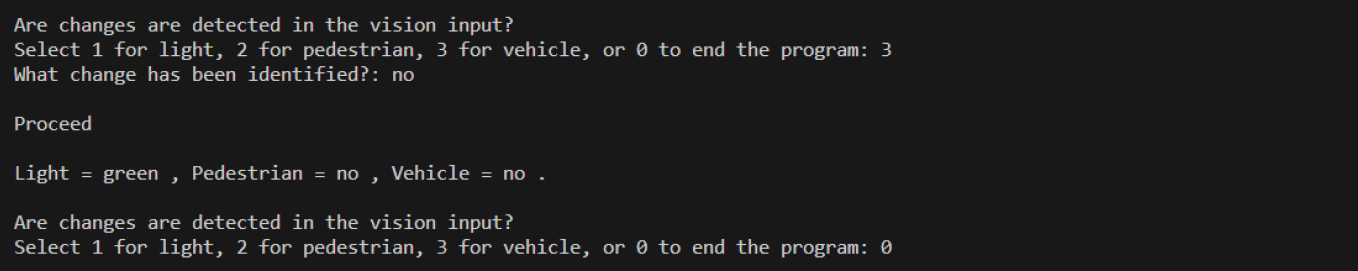 Are changes are detected in the vision input?
Select 1 for light, 2 for pedestrian, 3 for vehicle, or 0 to end the program: 3
What change has been identified?: no
Proceed
Light = green , Pedestrian = no , Vehicle = no .
Are changes are detected in the vision input?
Select 1 for light, 2 for pedestrian, 3 for vehicle, or 0 to end the program: 0